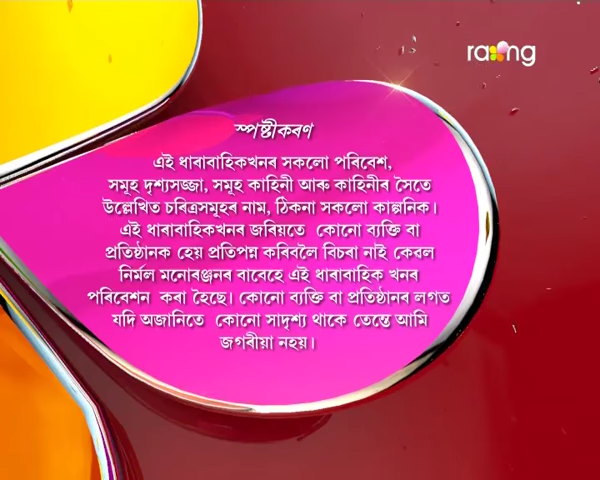 rang
স্পষ্টীকৰণ
এই ধাৰাবাহিকখনৰ সকলো পৰিবেশ,
সমূহ দৃশ্যসজ্জা, সমূহ কাহিনী আৰু কাহিনীৰ সৈতে
উল্লেখিত চৰিত্ৰসমূহৰ নাম, ঠিকনা সকলো কাল্পনিক।
এই ধাৰাবাহিকখনৰ জৰিয়তে কোনো ব্যক্তি বা
প্ৰতিষ্ঠানক হেয় প্ৰতিপন্ন কৰিবলৈ বিচৰা নাই কেৱল
নিৰ্মল মনোৰঞ্জনৰ বাবেহে এই ধাৰাবাহিক খনৰ
পৰিবেশন কৰা হৈছে। কোনো ব্যক্তি বা প্ৰতিষ্ঠানৰ লগত
যদি অজানিতে কোনো সাদৃশ্য থাকে তেন্তে আমি
জগৰীয়া নহয়।